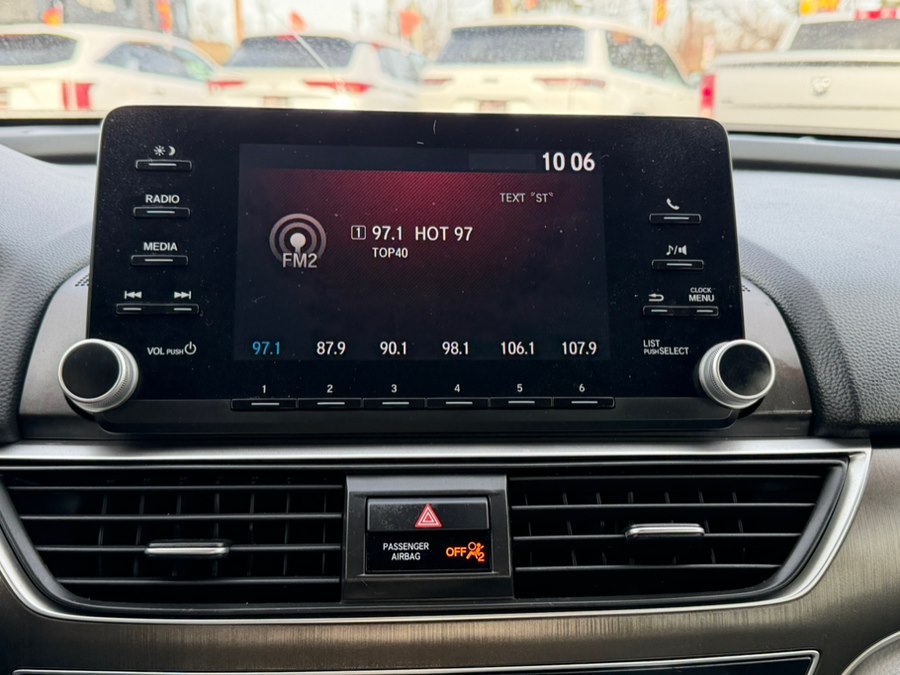 10 06
RADIO
TEXT "ST"
1 97.1 HOT 97
TOP40
MEDIA
FM2
CLOCK
MENU
VOL PUSH
LIST
PUSH SELECT
97.1 87.9 90.1 98.1 106.1 107.9
1 2 3 4 5 6
PASSENGER
AIRBAG
OFF 2